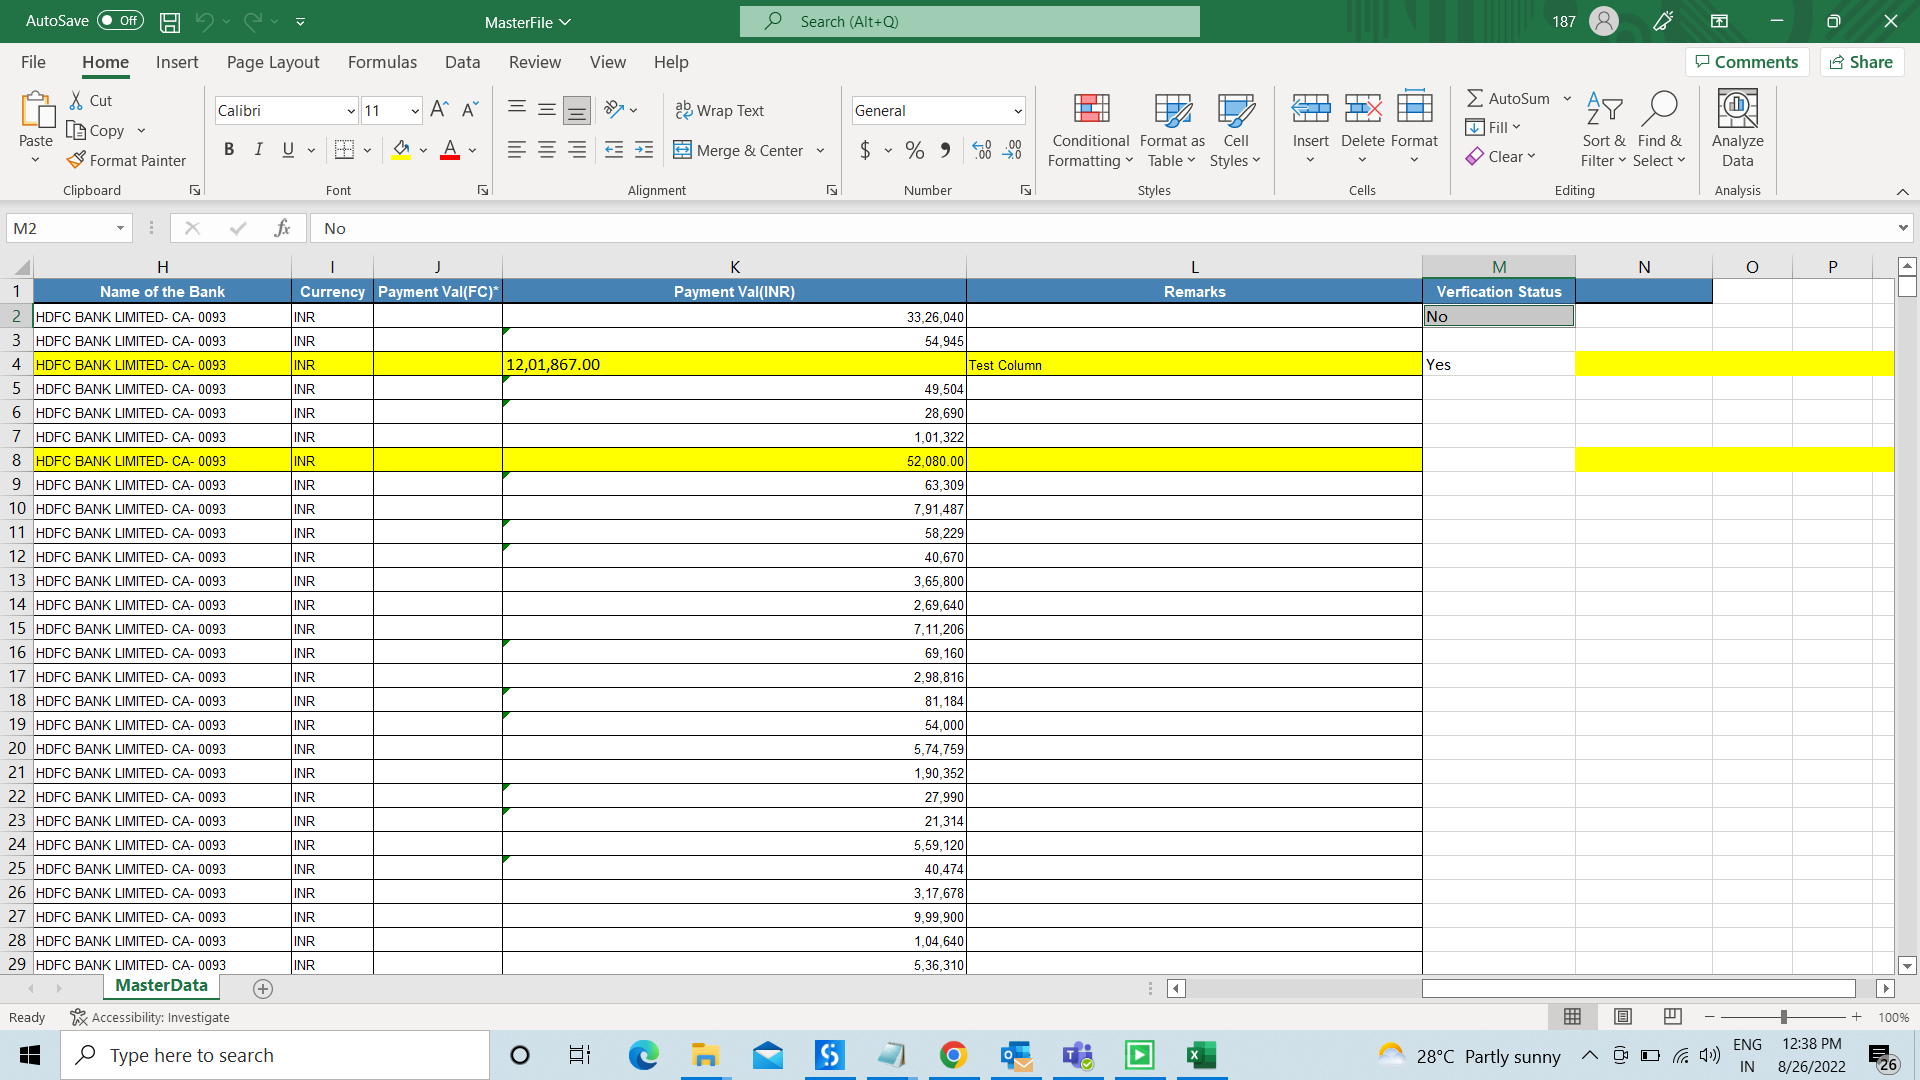 AutoSave Off MasterFile Search (Alt+Q) 187
File Home Insert Page Layout Formulas Data Review View Help Comments Share
Paste Cut Copy Format Painter Clipboard
Calibri 11 B I U A Font
ab Wrap Text Merge & Center Alignment
General $ % Number
Conditional Formatting Format as Table Cell Styles Styles
Insert Delete Format Cells
AutoSum Fill Clear Sort & Filter Find & Select Editing
Analyze Data Analysis
M2 fx No
H I J K L M N O P
1 Name of the Bank Currency Payment Val(FC)* Payment Val(INR) Remarks Verfication Status
2 HDFC BANK LIMITED- CA- 0093 INR 33,26,040 No
3 HDFC BANK LIMITED- CA- 0093 INR 54,945
4 HDFC BANK LIMITED- CA- 0093 INR 12,01,867.00 Test Column Yes
5 HDFC BANK LIMITED- CA- 0093 INR 49,504
6 HDFC BANK LIMITED- CA- 0093 INR 28,690
7 HDFC BANK LIMITED- CA- 0093 INR 1,01,322
8 HDFC BANK LIMITED- CA- 0093 INR 52,080.00
9 HDFC BANK LIMITED- CA- 0093 INR 63,309
10 HDFC BANK LIMITED- CA- 0093 INR 7,91,487
11 HDFC BANK LIMITED- CA- 0093 INR 58,229
12 HDFC BANK LIMITED- CA- 0093 INR 40,670
13 HDFC BANK LIMITED- CA- 0093 INR 3,65,800
14 HDFC BANK LIMITED- CA- 0093 INR 2,69,640
15 HDFC BANK LIMITED- CA- 0093 INR 7,11,206
16 HDFC BANK LIMITED- CA- 0093 INR 69,160
17 HDFC BANK LIMITED- CA- 0093 INR 2,98,816
18 HDFC BANK LIMITED- CA- 0093 INR 81,184
19 HDFC BANK LIMITED- CA- 0093 INR 54,000
20 HDFC BANK LIMITED- CA- 0093 INR 5,74,759
21 HDFC BANK LIMITED- CA- 0093 INR 1,90,352
22 HDFC BANK LIMITED- CA- 0093 INR 27,990
23 HDFC BANK LIMITED- CA- 0093 INR 21,314
24 HDFC BANK LIMITED- CA- 0093 INR 5,59,120
25 HDFC BANK LIMITED- CA- 0093 INR 40,474
26 HDFC BANK LIMITED- CA- 0093 INR 3,17,678
27 HDFC BANK LIMITED- CA- 0093 INR 9,99,900
28 HDFC BANK LIMITED- CA- 0093 INR 1,04,640
29 HDFC BANK LIMITED- CA- 0093 INR 5,36,310
MasterData
Ready Accessibility: Investigate 100%
Type here to search 28°C Partly sunny ENG 12:38 PM
IN 8/26/2022 26